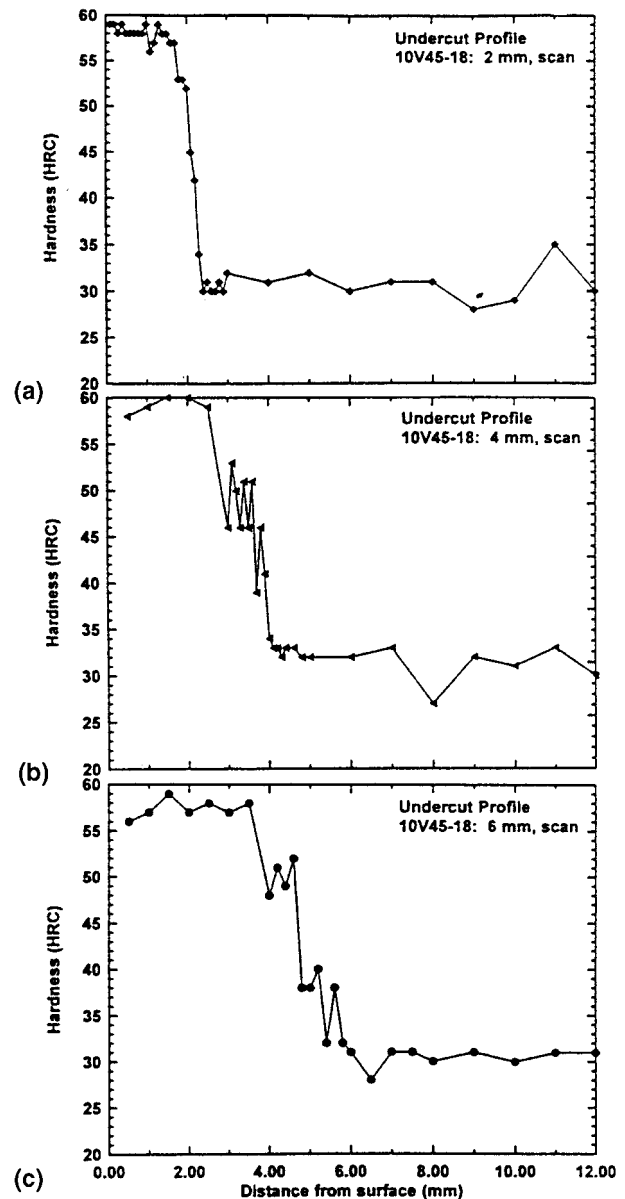 60
Undercut Profile
10V45-18: 2 mm, scan
55
50
45
Hardness (HRC)
40
35
30
25
(a)
20
60
Undercut Profile
10V45-18: 4 mm, scan
55
50
45
Hardness (HRC)
40
35
30
25
(b)
20
60
Undercut Profile
10V45-18: 6 mm, scan
55
50
45
Hardness (HRC)
40
35
30
25
20
(c)
0.00 2.00 4.00 6.00 8.00 10.00 12.00
Distance from surface (mm)